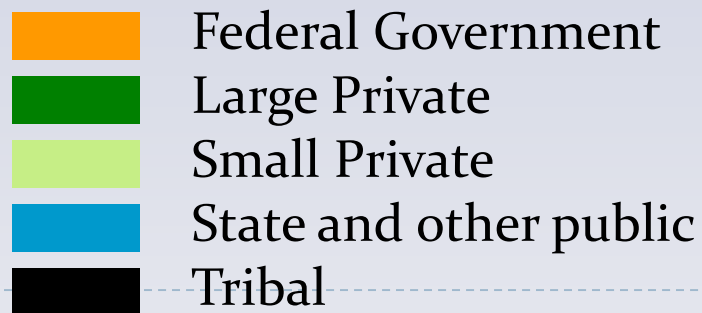 Federal Government
Large Private
Small Private
State and other public
Tribal